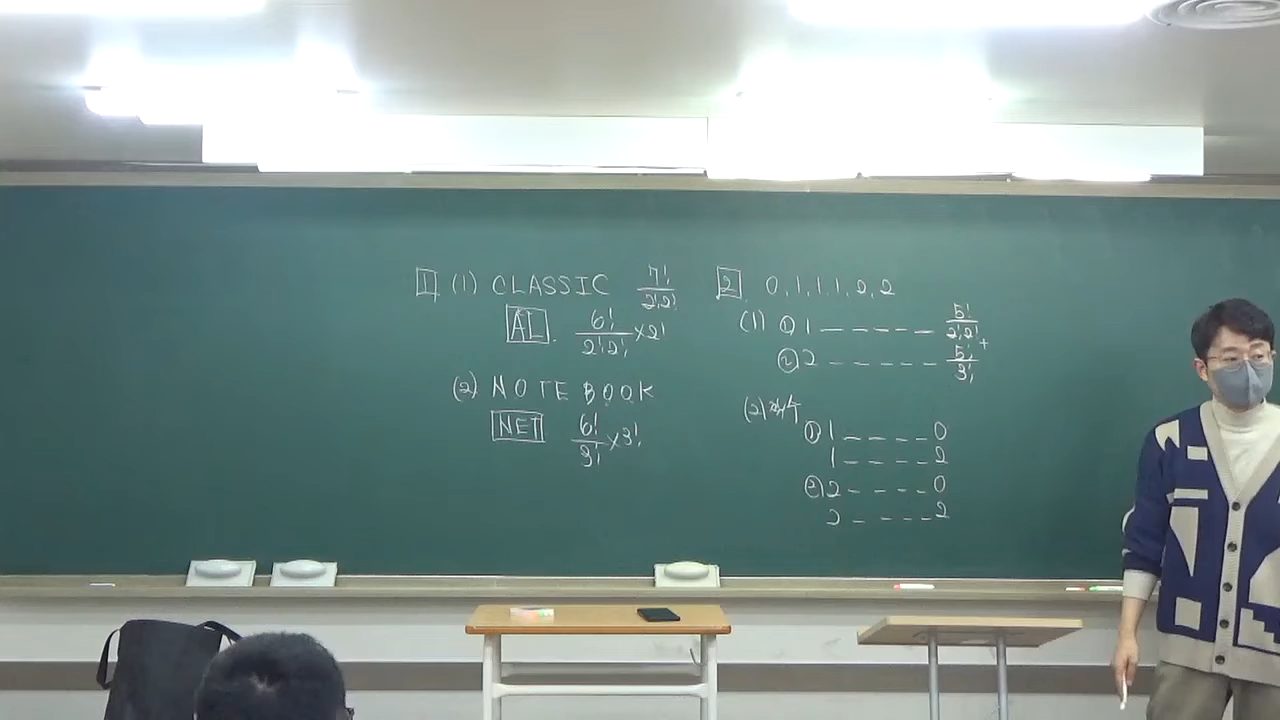 1 (1) CLASSIC 7!/2!2!
AL. 6!/2!2! ×2!
(2) NOTEBOOK
NET 6!/3! ×3!
2 0, 1, 1, 1, 2, 2
(1) ① 1 _ _ _ _ _ 5!/2!2! +
② 2 _ _ _ _ _ 5!/3!
(2) 짝수
① 1 _ _ _ _ 0
1 _ _ _ _ 2
② 2 _ _ _ _ 0
2 _ _ _ _ 2